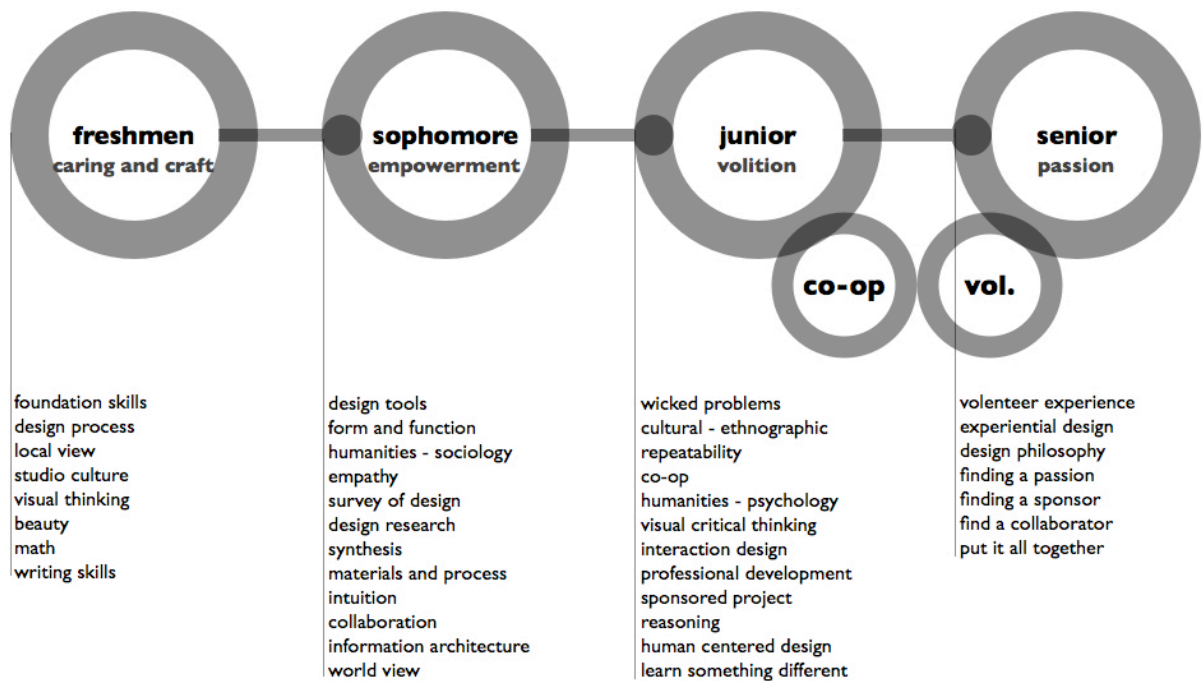 freshmen
caring and craft
sophomore
empowerment
junior
volition
senior
passion
co-op
vol.
foundation skills
design process
local view
studio culture
visual thinking
beauty
math
writing skills
design tools
form and function
humanities - sociology
empathy
survey of design
design research
synthesis
materials and process
intuition
collaboration
information architecture
world view
wicked problems
cultural - ethnographic
repeatability
co-op
humanities - psychology
visual critical thinking
interaction design
professional development
sponsored project
reasoning
human centered design
learn something different
volenteer experience
experiential design
design philosophy
finding a passion
finding a sponsor
find a collaborator
put it all together